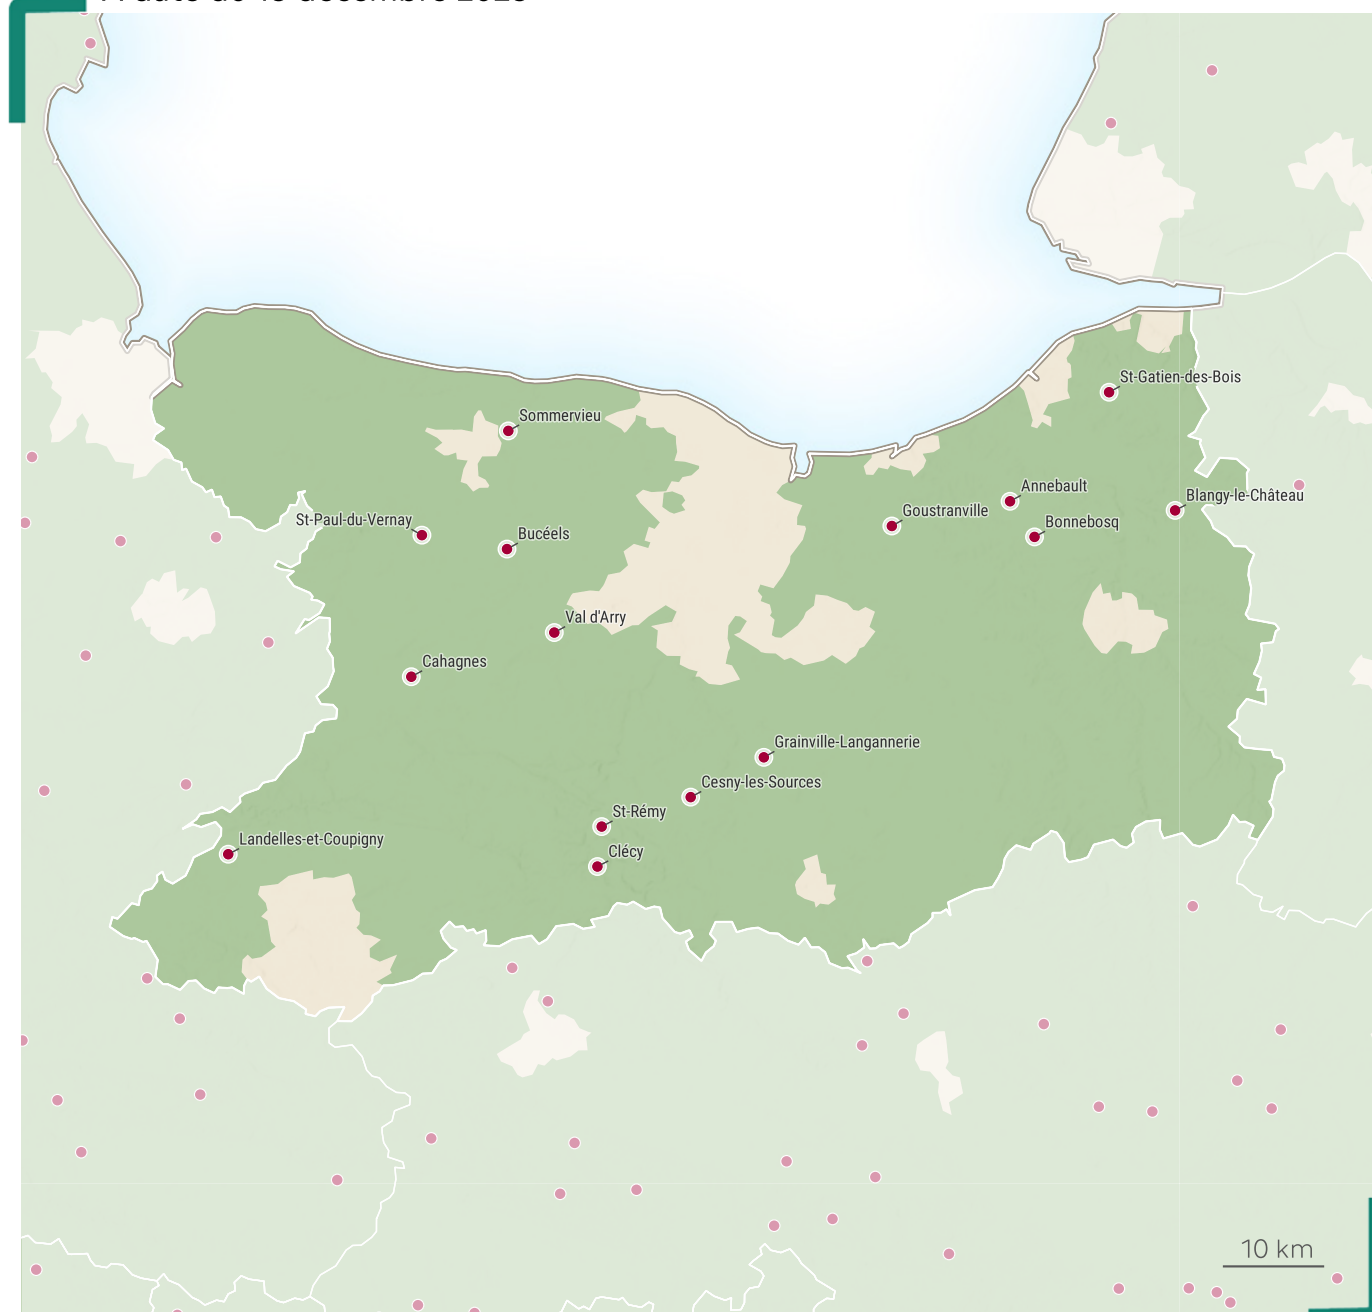 St-Gatien-des-Bois
Sommervieu
Annebault
Blangy-le-Château
Goustranville
St-Paul-du-Vernay
Bonnebosq
Bucéels
Val d'Arry
Cahagnes
Grainville-Langannerie
Cesny-les-Sources
St-Rémy
Landelles-et-Coupigny
Clécy
10 km